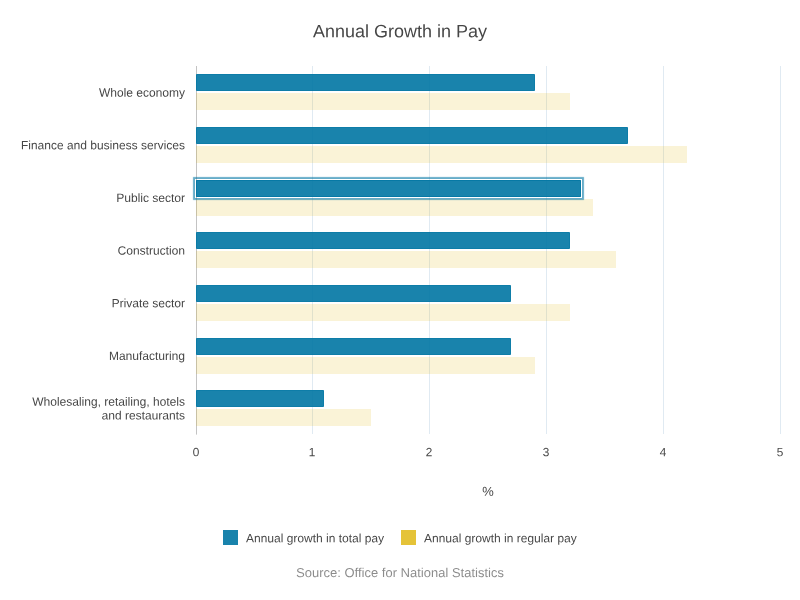 Annual Growth in Pay
Whole economy
Finance and business services
Public sector
Construction
Private sector
Manufacturing
Wholesaling, retailing, hotels
and restaurants
0 1 2 3 4 5
%
Annual growth in total pay Annual growth in regular pay
Source: Office for National Statistics